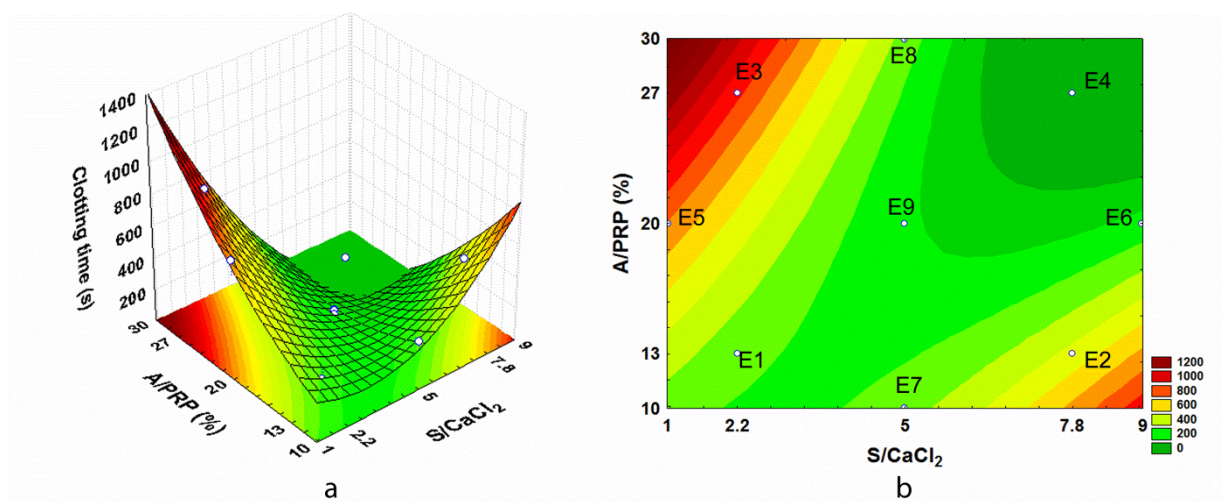 1400
1200
1000
800
600
400
200
Clotting time (s)
30
27
20
13
10
A/PRP (%)
1
2.2
5
7.8
9
S/CaCl₂
a
30
27
20
13
10
A/PRP (%)
E8
E3
E4
E5
E9
E6
E1
E2
E7
1
2.2
5
7.8
9
S/CaCl₂
1200
1000
800
600
400
200
0
b